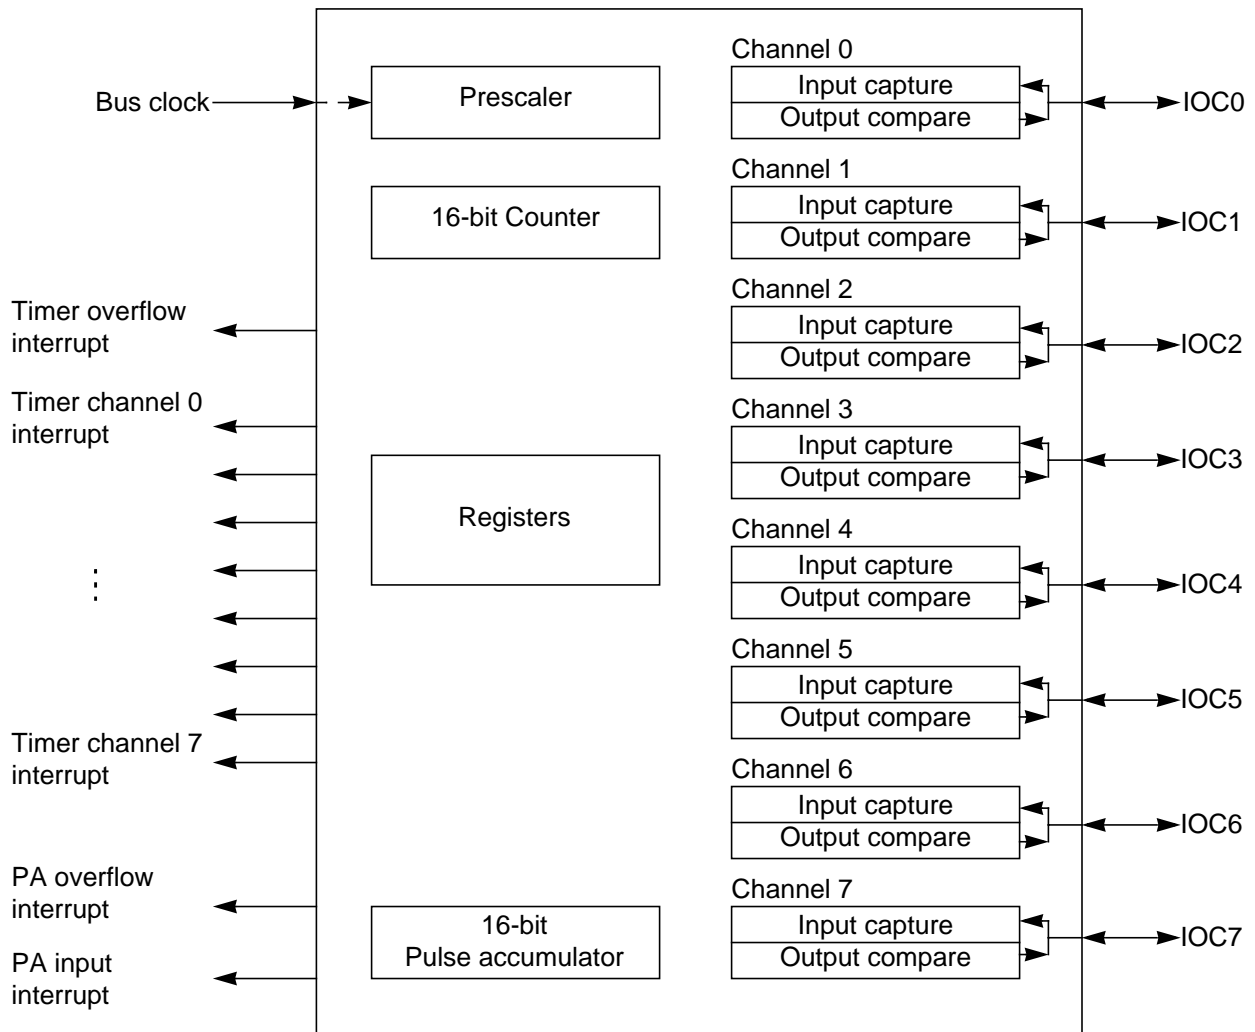 Bus clock
Timer overflow
interrupt
Timer channel 0
interrupt
Timer channel 7
interrupt
PA overflow
interrupt
PA input
interrupt
Prescaler
16-bit Counter
Registers
16-bit
Pulse accumulator
Channel 0
Input capture
Output compare
IOC0
Channel 1
Input capture
Output compare
IOC1
Channel 2
Input capture
Output compare
IOC2
Channel 3
Input capture
Output compare
IOC3
Channel 4
Input capture
Output compare
IOC4
Channel 5
Input capture
Output compare
IOC5
Channel 6
Input capture
Output compare
IOC6
Channel 7
Input capture
Output compare
IOC7